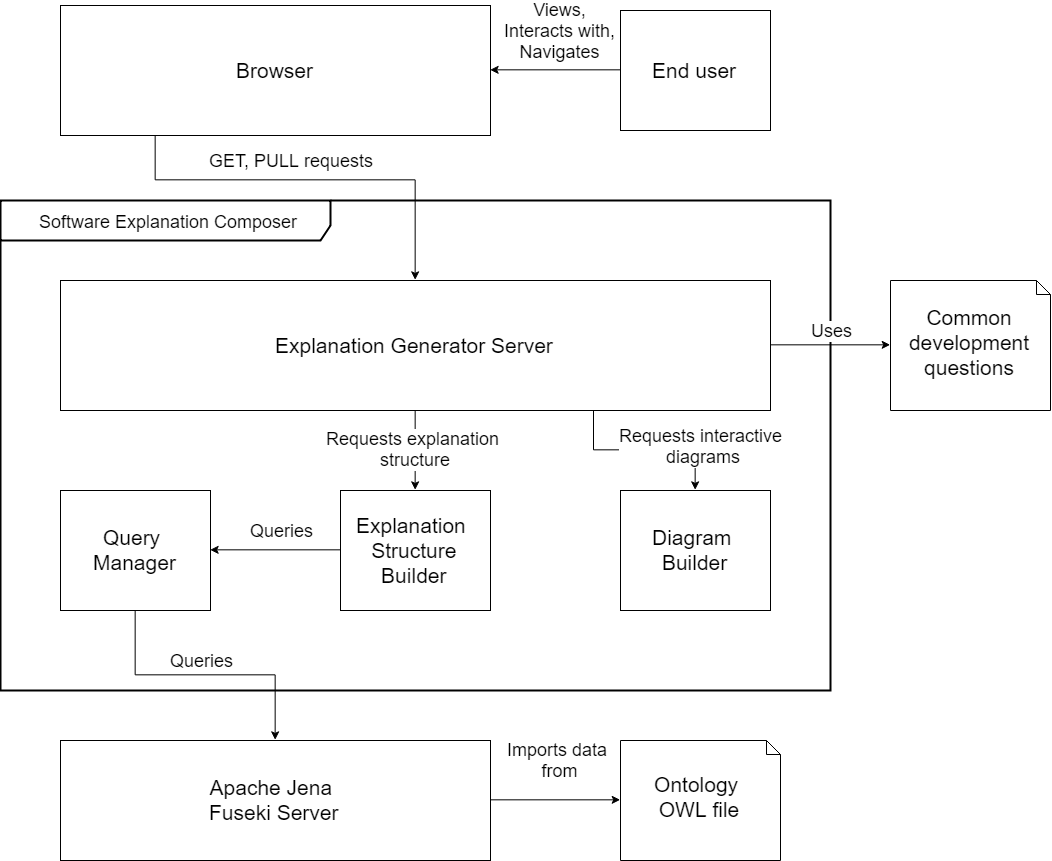 Views,
Interacts with,
Navigates
Browser
End user
GET, PULL requests
Software Explanation Composer
Explanation Generator Server
Uses
Common
development
questions
Requests explanation
structure
Requests interactive
diagrams
Query
Manager
Queries
Explanation
Structure
Builder
Diagram
Builder
Queries
Apache Jena
Fuseki Server
Imports data
from
Ontology
OWL file